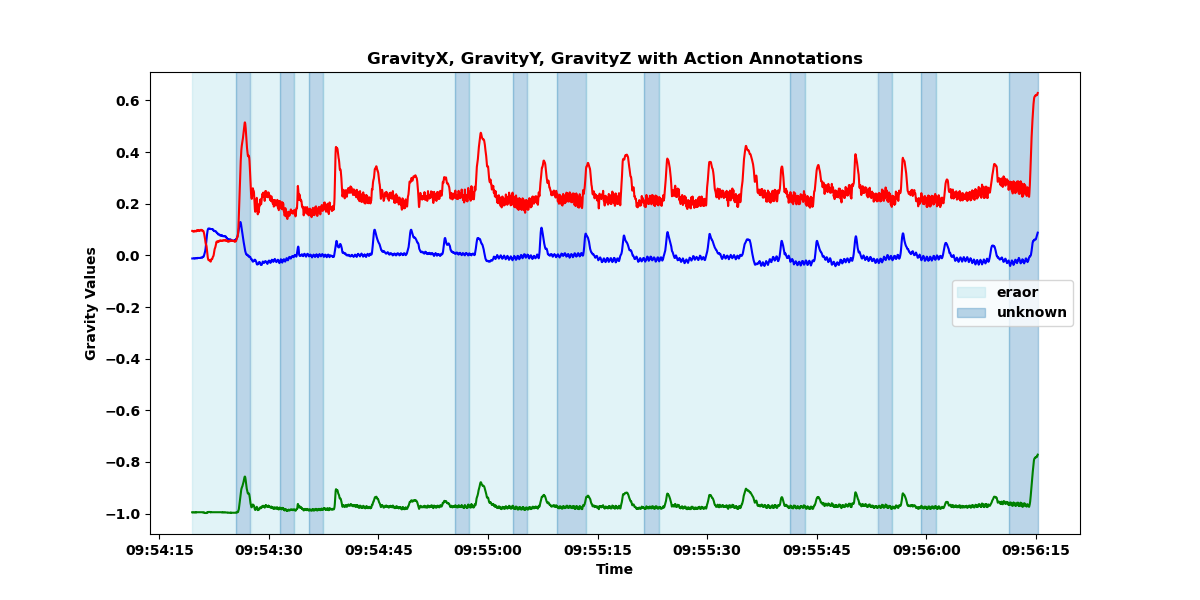 GravityX, GravityY, GravityZ with Action Annotations
0.6
0.4
0.2
0.0
−0.2
−0.4
−0.6
−0.8
−1.0
Gravity Values
eraor
unknown
09:54:15 09:54:30 09:54:45 09:55:00 09:55:15 09:55:30 09:55:45 09:56:00 09:56:15
Time